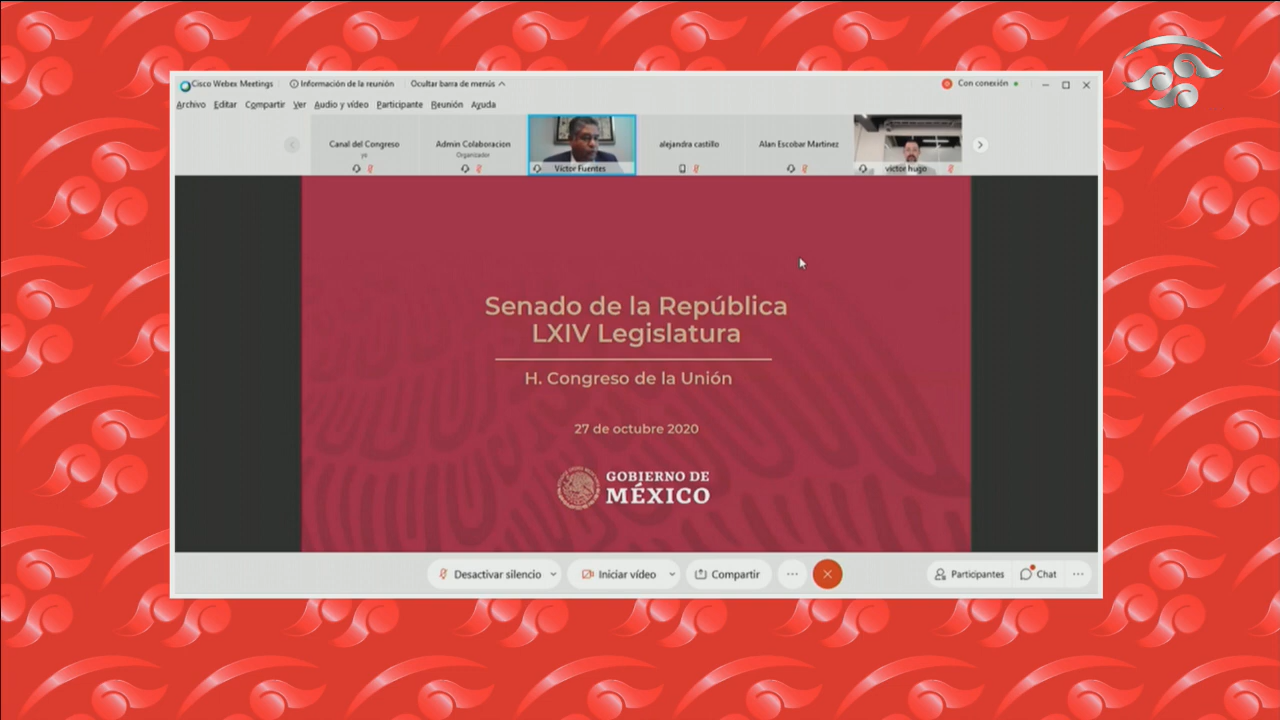 Cisco Webex Meetings
Información de la reunión
Ocultar barra de menús
Con conexión
Archivo Editar Compartir Ver Audio y vídeo Participante Reunión Ayuda
Canal del Congreso
yo
Admin Colaboracion
Organizador
Víctor Fuentes
alejandra castillo
Alan Escobar Martinez
victor hugo
Senado de la República
LXIV Legislatura
H. Congreso de la Unión
27 de octubre 2020
GOBIERNO DE
MÉXICO
Desactivar silencio
Iniciar vídeo
Compartir
Participantes
Chat